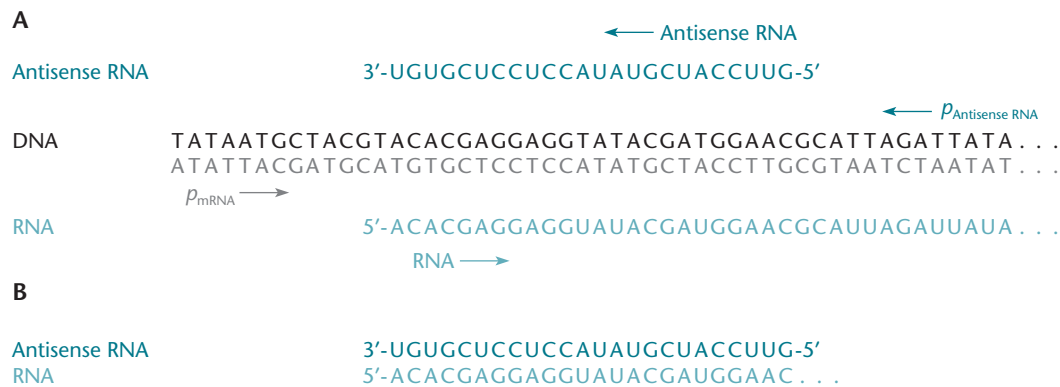 A
← Antisense RNA
Antisense RNA 3′-UGUGCUCCUCCAUAUGCUACCUUG-5′
← pAntisense RNA
DNA TATAATGCTACGTACACGAGGAGGTATACGATGGAACGCATTAGATTATA...
ATATTACGATGCATGTGCTCCTCCATATGCTACCTTGCGTAATCTAATAT...
pmRNA →
RNA 5′-ACACGAGGAGGUAUACGAUGGAACGCAUUAGAUUAUA...
RNA →
B
Antisense RNA 3′-UGUGCUCCUCCAUAUGCUACCUUG-5′
RNA 5′-ACACGAGGAGGUAUACGAUGGAAC...